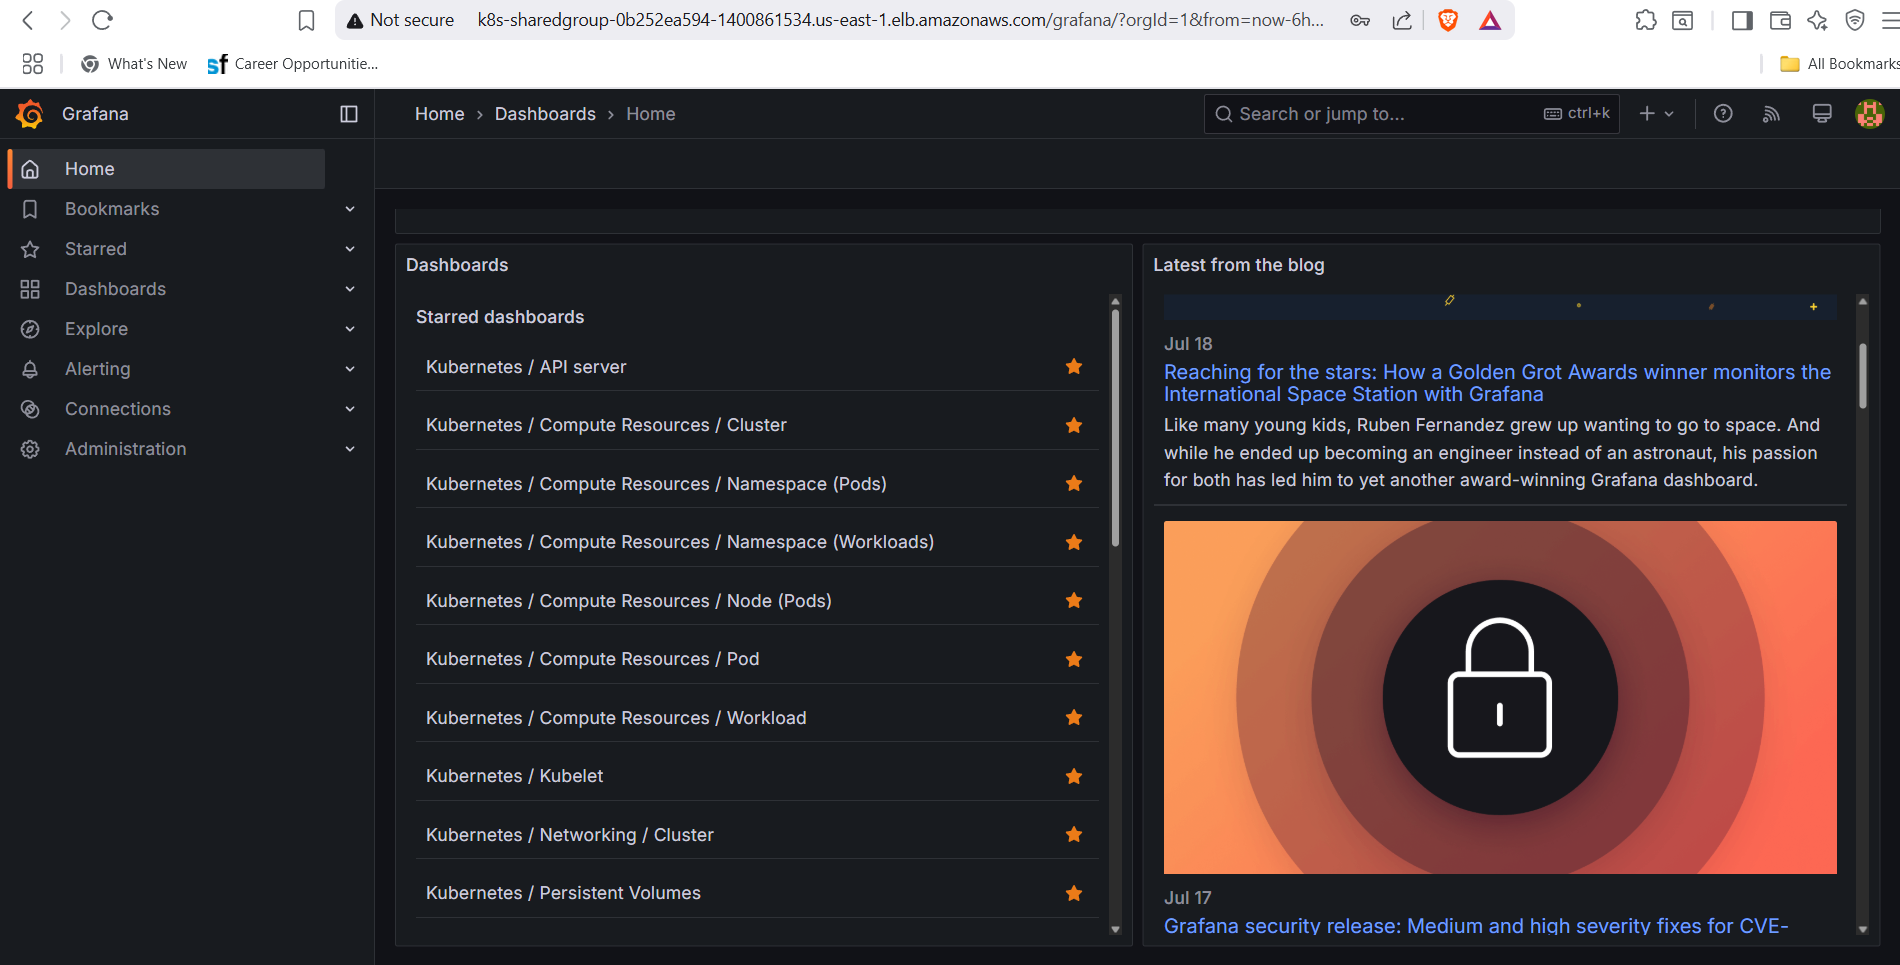 Not secure k8s-sharedgroup-0b252ea594-1400861534.us-east-1.elb.amazonaws.com/grafana/?orgId=1&from=now-6h...
What's New
sf Career Opportunitie...
All Bookmarks
Grafana
Home › Dashboards › Home
Search or jump to... ctrl+k
Home
Bookmarks
Starred
Dashboards
Explore
Alerting
Connections
Administration
Dashboards
Starred dashboards
Kubernetes / API server
Kubernetes / Compute Resources / Cluster
Kubernetes / Compute Resources / Namespace (Pods)
Kubernetes / Compute Resources / Namespace (Workloads)
Kubernetes / Compute Resources / Node (Pods)
Kubernetes / Compute Resources / Pod
Kubernetes / Compute Resources / Workload
Kubernetes / Kubelet
Kubernetes / Networking / Cluster
Kubernetes / Persistent Volumes
Latest from the blog
Jul 18
Reaching for the stars: How a Golden Grot Awards winner monitors the
International Space Station with Grafana
Like many young kids, Ruben Fernandez grew up wanting to go to space. And
while he ended up becoming an engineer instead of an astronaut, his passion
for both has led him to yet another award-winning Grafana dashboard.
Jul 17
Grafana security release: Medium and high severity fixes for CVE-